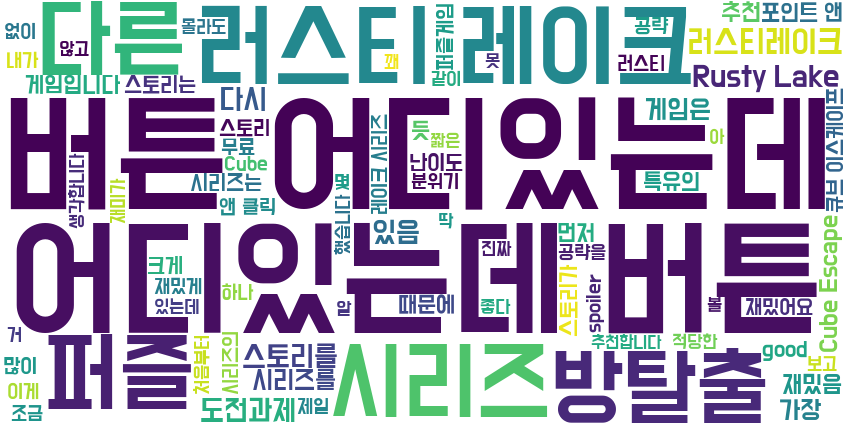 없이 다른 몰라도 러스티 레이크 추천 포인트 앤
않고 퍼즐게임 깬 공략 러스티레이크
내가 같이 못 러스티
게임입니다 스토리는 Rusty Lake
버튼 어디있는데
다시 스토리 무료 Cube 시리즈는 앤 클릭
생각합니다 재미가 몇 레이크 시리즈 듯 짧은 난이도 분위기
게임은 아 특유의 큐브 이스케이프
했습니다 있음 딱 진짜 먼저 공략을
어디있는데 버튼
크게 재밌게 있는데 하나 알 때문에 좋다 스토리가 spoiler 볼 재밌어요 Cube Escape
거 많이 이게 조금
퍼즐 처음부터 시리즈의 스토리를 시리즈를
도전과제 제일 시리즈 방탈출
추천합니다 적당한 good 보고 재밌음 가장